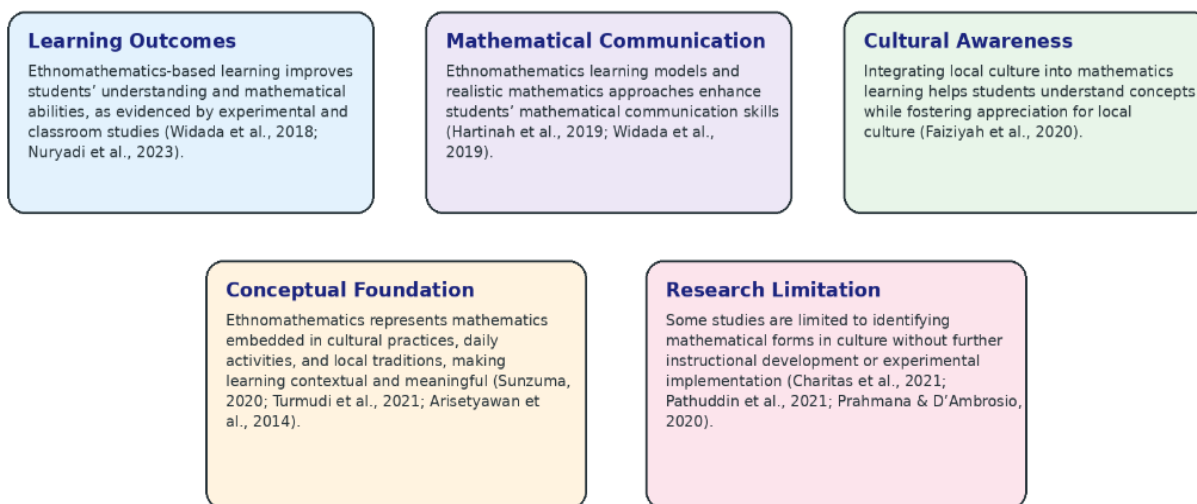 Learning Outcomes
Ethnomathematics-based learning improves
students’ understanding and mathematical
abilities, as evidenced by experimental and
classroom studies (Widada et al., 2018;
Nuryadi et al., 2023).
Mathematical Communication
Ethnomathematics learning models and
realistic mathematics approaches enhance
students’ mathematical communication skills
(Hartinah et al., 2019; Widada et al.,
2019).
Cultural Awareness
Integrating local culture into mathematics
learning helps students understand concepts
while fostering appreciation for local
culture (Faiziyah et al., 2020).
Conceptual Foundation
Ethnomathematics represents mathematics
embedded in cultural practices, daily
activities, and local traditions, making
learning contextual and meaningful (Sunzuma,
2020; Turmudi et al., 2021; Arisetyawan et
al., 2014).
Research Limitation
Some studies are limited to identifying
mathematical forms in culture without further
instructional development or experimental
implementation (Charitas et al., 2021;
Pathuddin et al., 2021; Prahmana & D’Ambrosio,
2020).